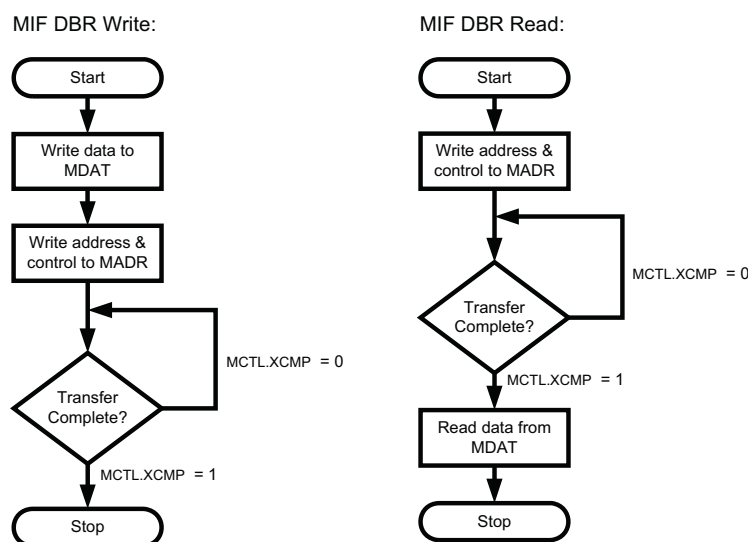 MIF DBR Write:
Start
Write data to
MDAT
Write address &
control to MADR
MCTL.XCMP = 0
Transfer
Complete?
MCTL.XCMP = 1
Stop
MIF DBR Read:
Start
Write address &
control to MADR
MCTL.XCMP = 0
Transfer
Complete?
MCTL.XCMP = 1
Read data from
MDAT
Stop